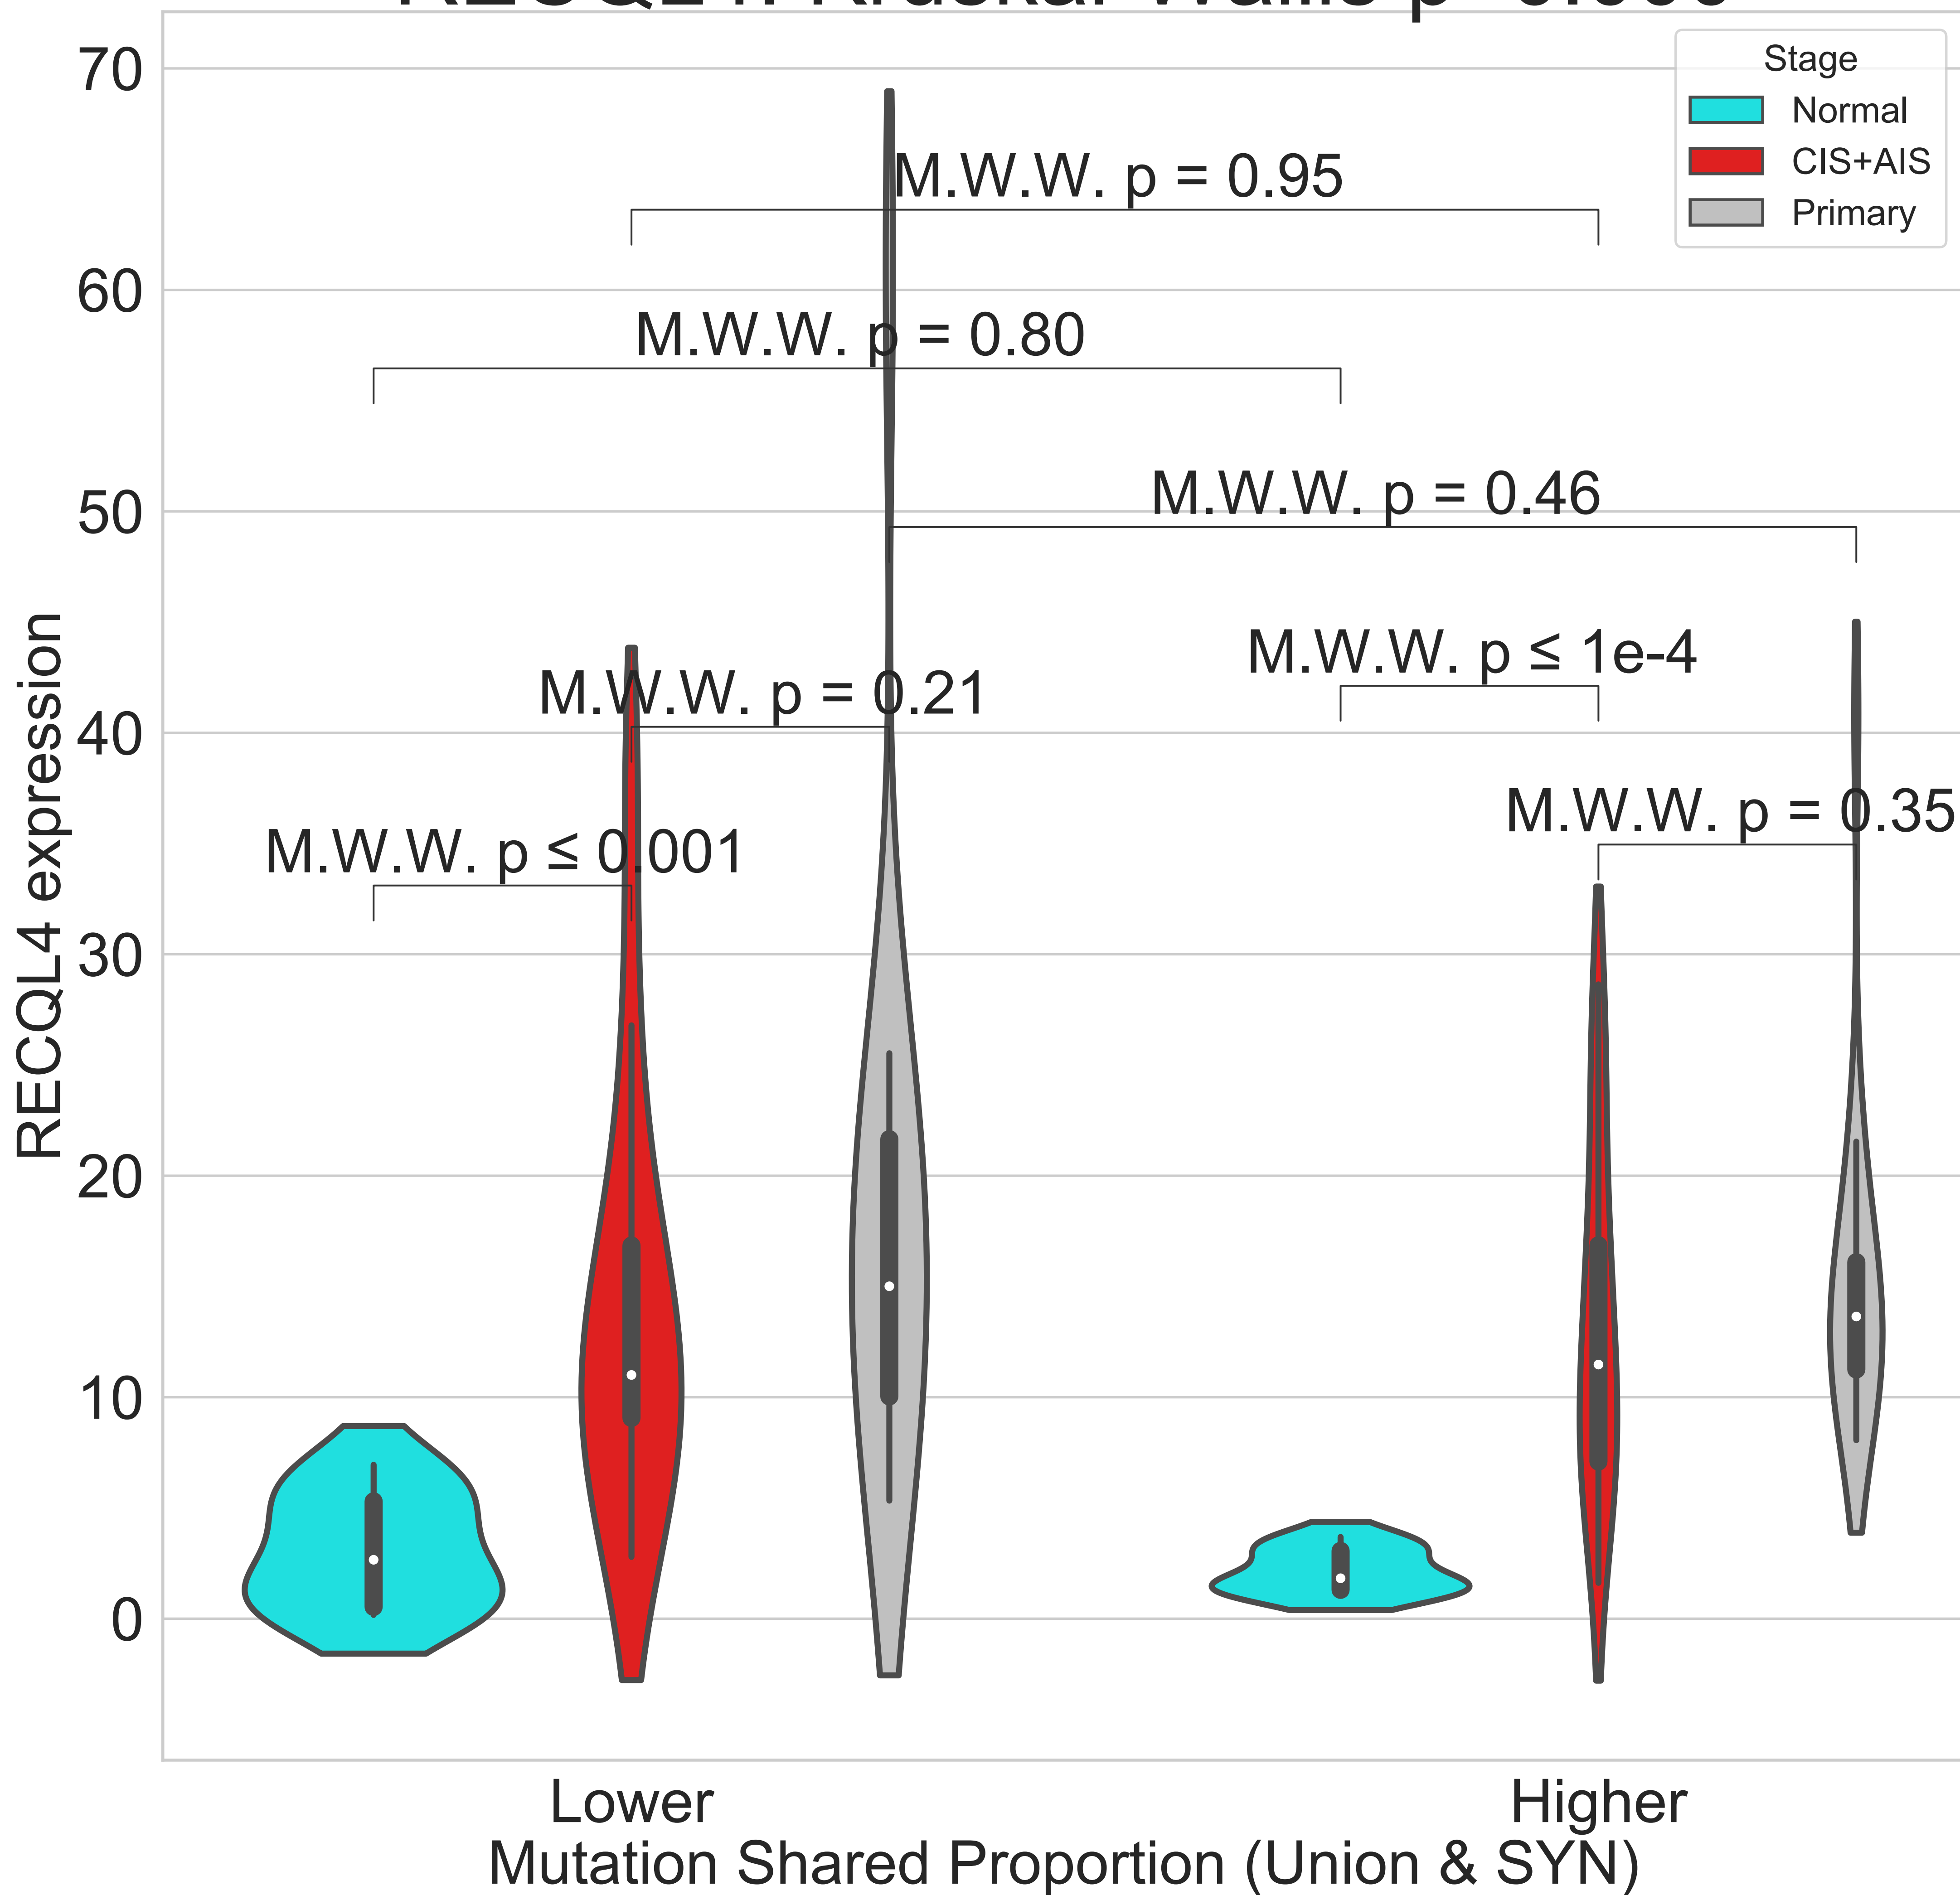 70
60
50
40
30
20
10
0
RECQL4 expression
Stage
Normal
CIS+AIS
Primary
M.W.W. p = 0.95
M.W.W. p = 0.80
M.W.W. p = 0.46
M.W.W. p ≤ 1e-4
M.W.W. p = 0.21
M.W.W. p = 0.35
M.W.W. p ≤ 0.001
Lower
Higher
Mutation Shared Proportion (Union & SYN)